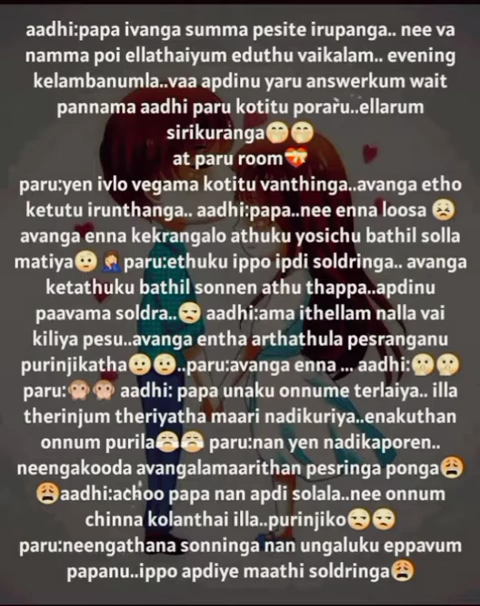 aadhi:papa ivanga summa pesite irupanga.. nee va
namma poi ellathaiyum eduthu vaikalam.. evening
kelambanumla..vaa apdinu yaru answerkum wait
pannama aadhi paru kotitu poraru..ellarum
sirikuranga🤭🤭
at paru room💝
paru:yen ivlo vegama kotitu vanthinga..avanga etho
ketutu irunthanga.. aadhi:papa..nee enna loosa 😣
avanga enna kekrangalo athuku yosichu bathil solla
matiya🙁🤦‍♀️paru:ethuku ippo ipdi soldringa.. avanga
ketathuku bathil sonnen athu thappa..apdinu
paavama soldra..😒 aadhi:ama ithellam nalla vai
kiliya pesu..avanga entha arthathula pesranganu
purinjikatha🙁🙁..paru:avanga enna ... aadhi:🤫🤫
paru:🙊🙊 aadhi: papa unaku onnume terlaiya.. illa
therinjum theriyatha maari nadikuriya..enakuthan
onnum purila😤😤 paru:nan yen nadikaporen..
neengakooda avangalamaarithan pesringa ponga😩
😩aadhi:achoo papa nan apdi solala..nee onnum
chinna kolanthai illa..purinjiko😒😒
paru:neengathana sonninga nan ungaluku eppavum
papanu..ippo apdiye maathi soldringa😩